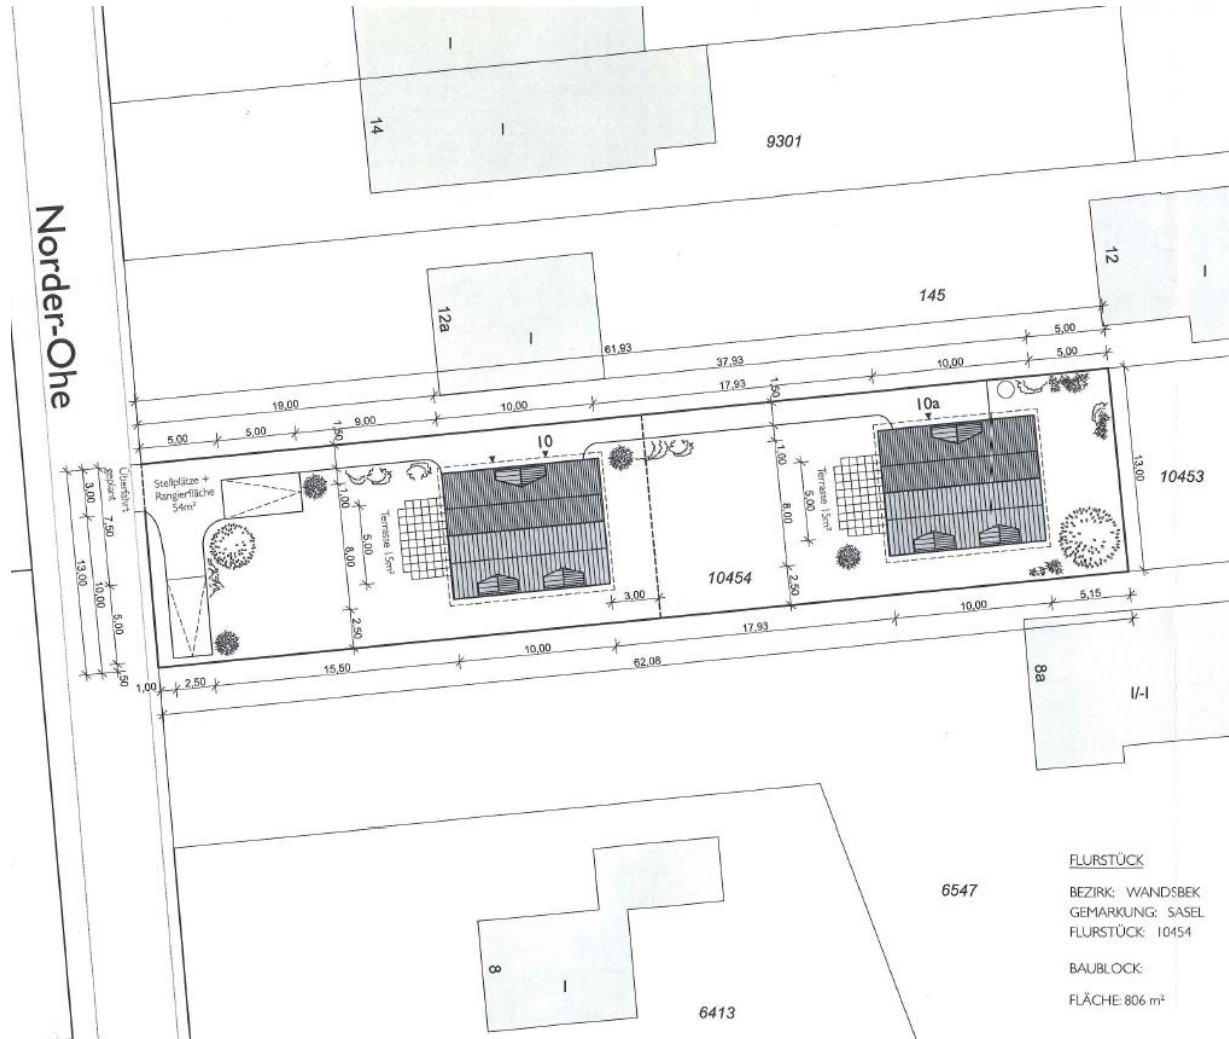 I
14
I
9301
Norder-Ohe
12
I
145
12a
I
61,93
5,00
37,93
10,00
5,00
19,00
17,93
9,00
10,00
1,50
5,00
5,00
1,50
10
10a
Überfahrt
geplant
3,00
7,50
13,00
10,00
5,00
1,50
Stellplätze +
Rangierfläche
54m²
1,00
8,00
2,50
5,00
Terrasse 15m²
1,00
8,00
2,50
5,00
Terrasse 15m²
13,00
10453
10454
3,00
10,00
5,15
17,93
10,00
15,50
62,08
1,00
2,50
8a
I/-I
8
I
6413
6547
FLURSTÜCK
BEZIRK: WANDSBEK
GEMARKUNG: SASEL
FLURSTÜCK: 10454
BAUBLOCK:
FLÄCHE: 806 m²